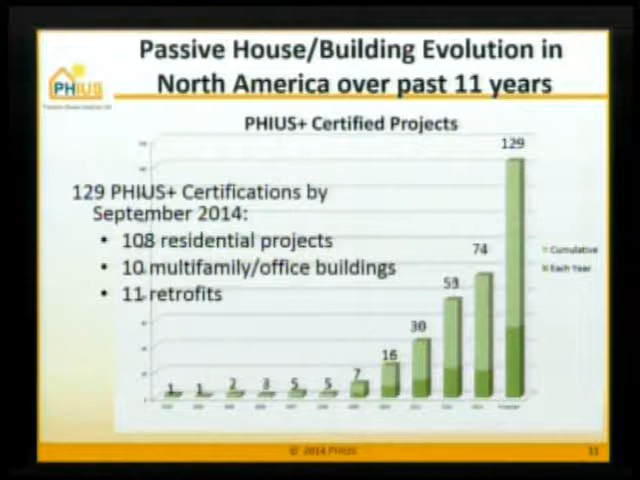 Passive House/Building Evolution in
North America over past 11 years
PHIUS
PHIUS+ Certified Projects
129 PHIUS+ Certifications by
September 2014:
• 108 residential projects
• 10 multifamily/office buildings
• 11 retrofits
1 1 2 3 5 5 7 16 30 53 74 129
Cumulative
Each Year
© 2014 PHIUS